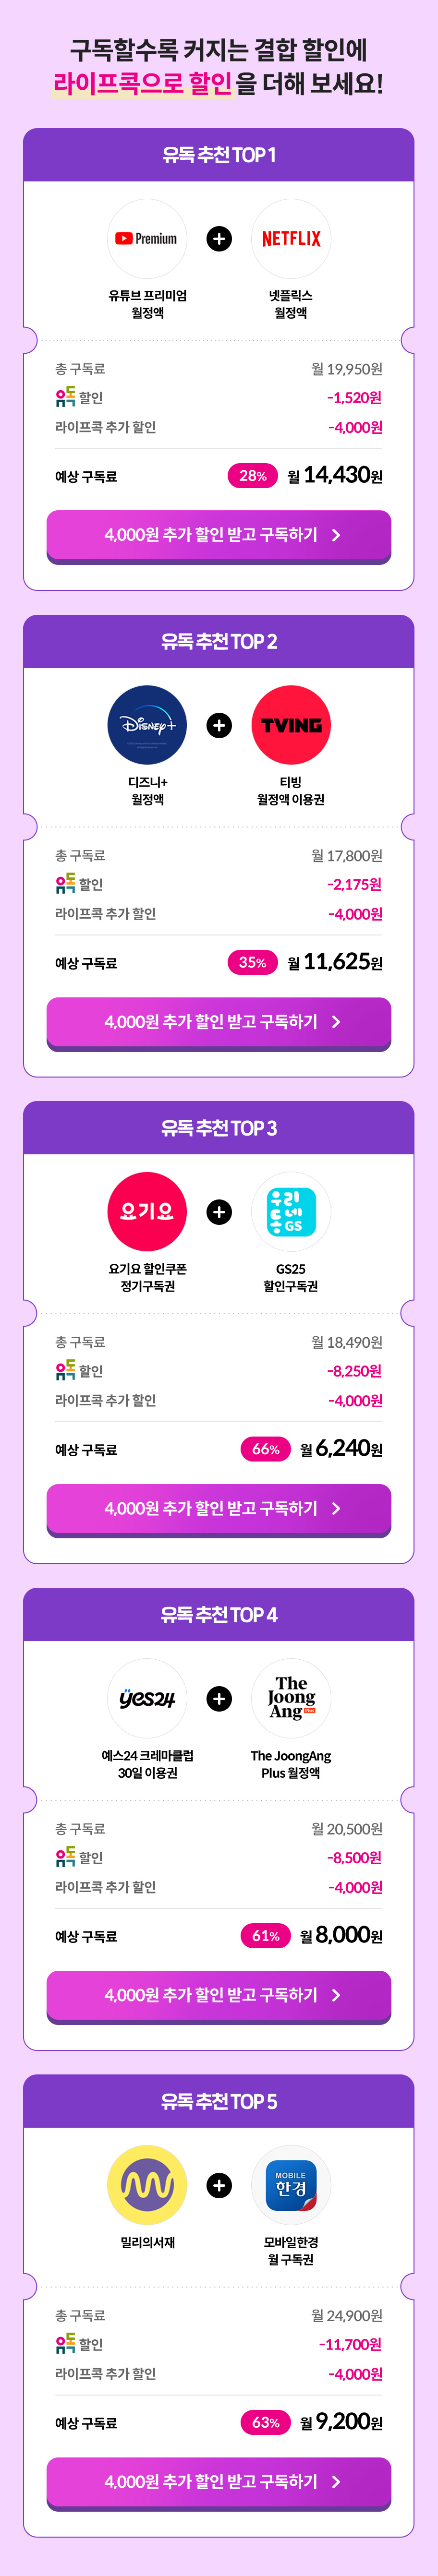 구독할수록 커지는 결합 할인에
라이프콕으로 할인을 더해 보세요!
유독 추천 TOP 1
Premium + NETFLIX
유튜브 프리미엄 넷플릭스
월정액 월정액
총 구독료 월 19,950원
유독 할인 -1,520원
라이프콕 추가 할인 -4,000원
예상 구독료 28% 월 14,430원
4,000원 추가 할인 받고 구독하기 >
유독 추천 TOP 2
Disney+ + TVING
디즈니+ 티빙
월정액 월정액 이용권
총 구독료 월 17,800원
유독 할인 -2,175원
라이프콕 추가 할인 -4,000원
예상 구독료 35% 월 11,625원
4,000원 추가 할인 받고 구독하기 >
유독 추천 TOP 3
요기요 + 우리동네GS
요기요 할인쿠폰 GS25
정기구독권 할인구독권
총 구독료 월 18,490원
유독 할인 -8,250원
라이프콕 추가 할인 -4,000원
예상 구독료 66% 월 6,240원
4,000원 추가 할인 받고 구독하기 >
유독 추천 TOP 4
yes24 + The JoongAng Plus
예스24 크레마클럽 The JoongAng
30일 이용권 Plus 월정액
총 구독료 월 20,500원
유독 할인 -8,500원
라이프콕 추가 할인 -4,000원
예상 구독료 61% 월 8,000원
4,000원 추가 할인 받고 구독하기 >
유독 추천 TOP 5
+ MOBILE 한경
밀리의서재 모바일한경
월 구독권
총 구독료 월 24,900원
유독 할인 -11,700원
라이프콕 추가 할인 -4,000원
예상 구독료 63% 월 9,200원
4,000원 추가 할인 받고 구독하기 >